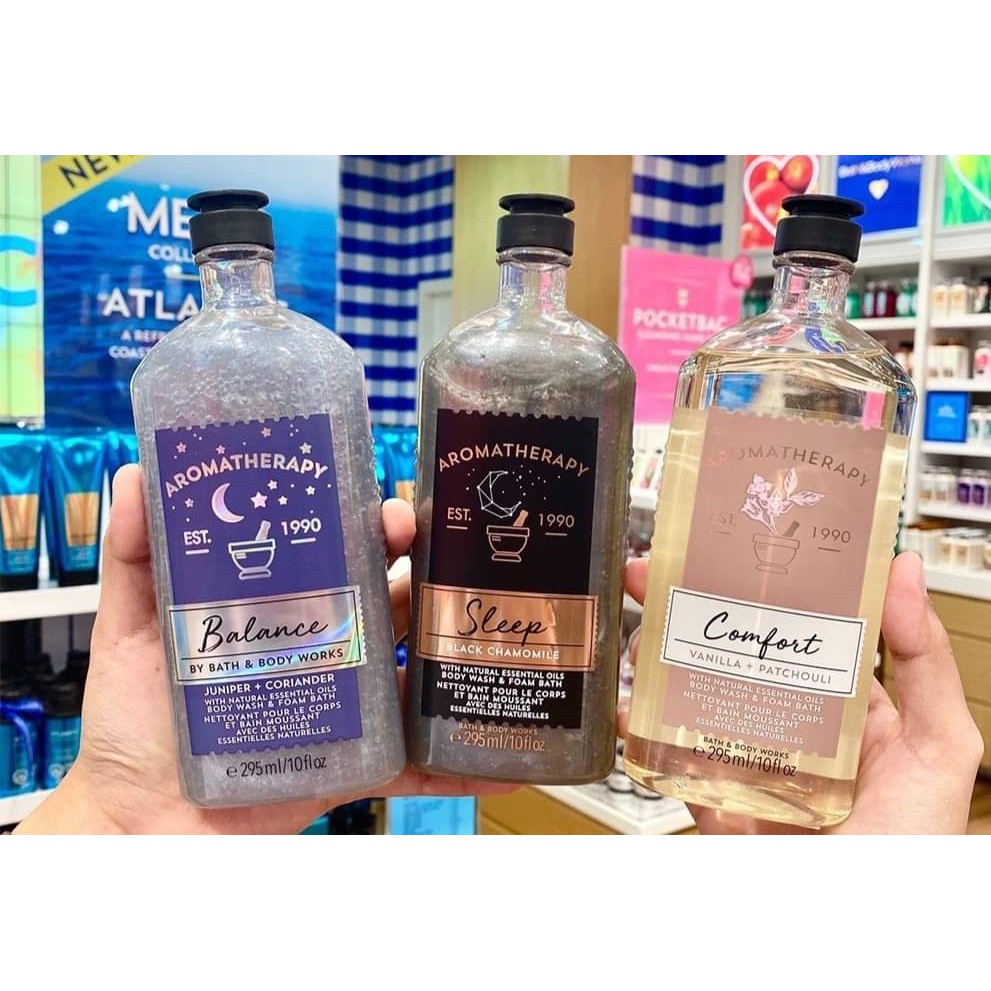 AROMATHERAPY
EST. 1990
Balance
BY BATH & BODY WORKS
JUNIPER + CORIANDER
WITH NATURAL ESSENTIAL OILS
BODY WASH & FOAM BATH
NETTOYANT POUR LE CORPS
ET BAIN MOUSSANT
AVEC DES HUILES
ESSENTIELLES NATURELLES
e 295 ml/10 fl oz
AROMATHERAPY
EST. 1990
Sleep
BLACK CHAMOMILE
WITH NATURAL ESSENTIAL OILS
BODY WASH & FOAM BATH
NETTOYANT POUR LE CORPS
ET BAIN MOUSSANT
AVEC DES HUILES
ESSENTIELLES NATURELLES
BATH & BODY WORKS
e 295 ml/10 fl oz
AROMATHERAPY
EST. 1990
Comfort
VANILLA + PATCHOULI
WITH NATURAL ESSENTIAL OILS
BODY WASH & FOAM BATH
NETTOYANT POUR LE CORPS
ET BAIN MOUSSANT
AVEC DES HUILES
ESSENTIELLES NATURELLES
BATH & BODY WORKS
e 295 ml/10 fl oz
NEW
A
POCKETBAC